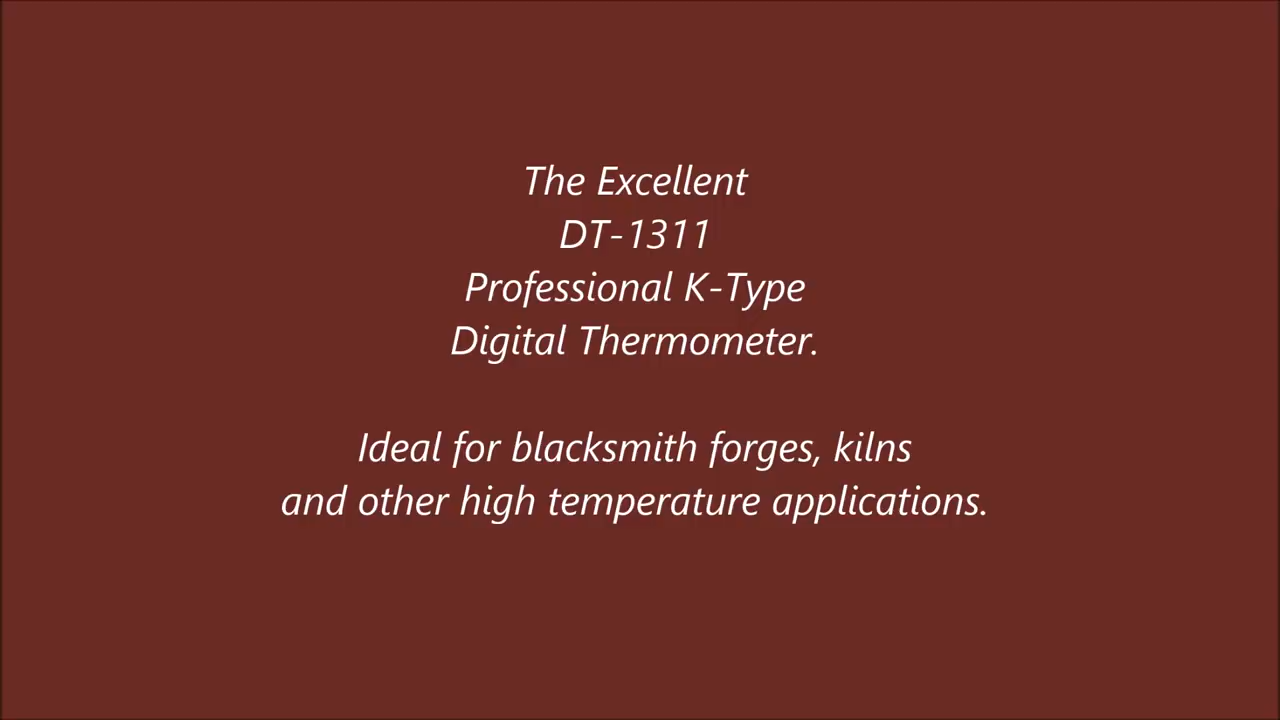 The Excellent
DT-1311
Professional K-Type
Digital Thermometer.
Ideal for blacksmith forges, kilns
and other high temperature applications.